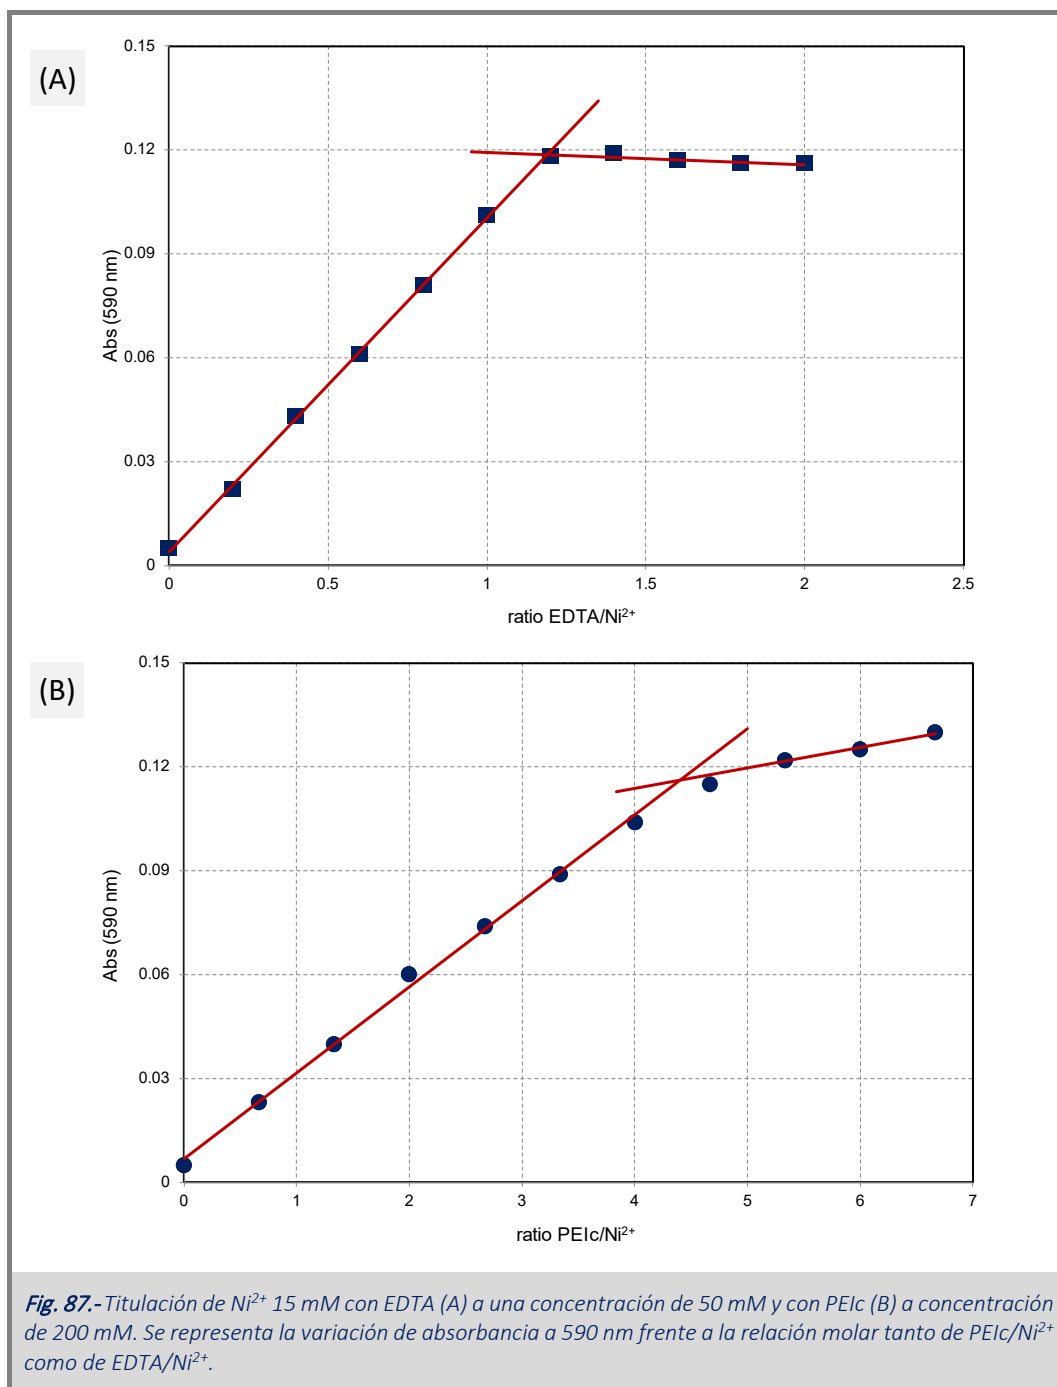 (A)
0.15
0.12
0.09
0.06
0.03
0
Abs (590 nm)
0 0.5 1 1.5 2 2.5
ratio EDTA/Ni²⁺
(B)
0.15
0.12
0.09
0.06
0.03
0
Abs (590 nm)
0 1 2 3 4 5 6 7
ratio PEIc/Ni²⁺
Fig. 87.- Titulación de Ni²⁺ 15 mM con EDTA (A) a una concentración de 50 mM y con PEIc (B) a concentración
de 200 mM. Se representa la variación de absorbancia a 590 nm frente a la relación molar tanto de PEIc/Ni²⁺
como de EDTA/Ni²⁺.